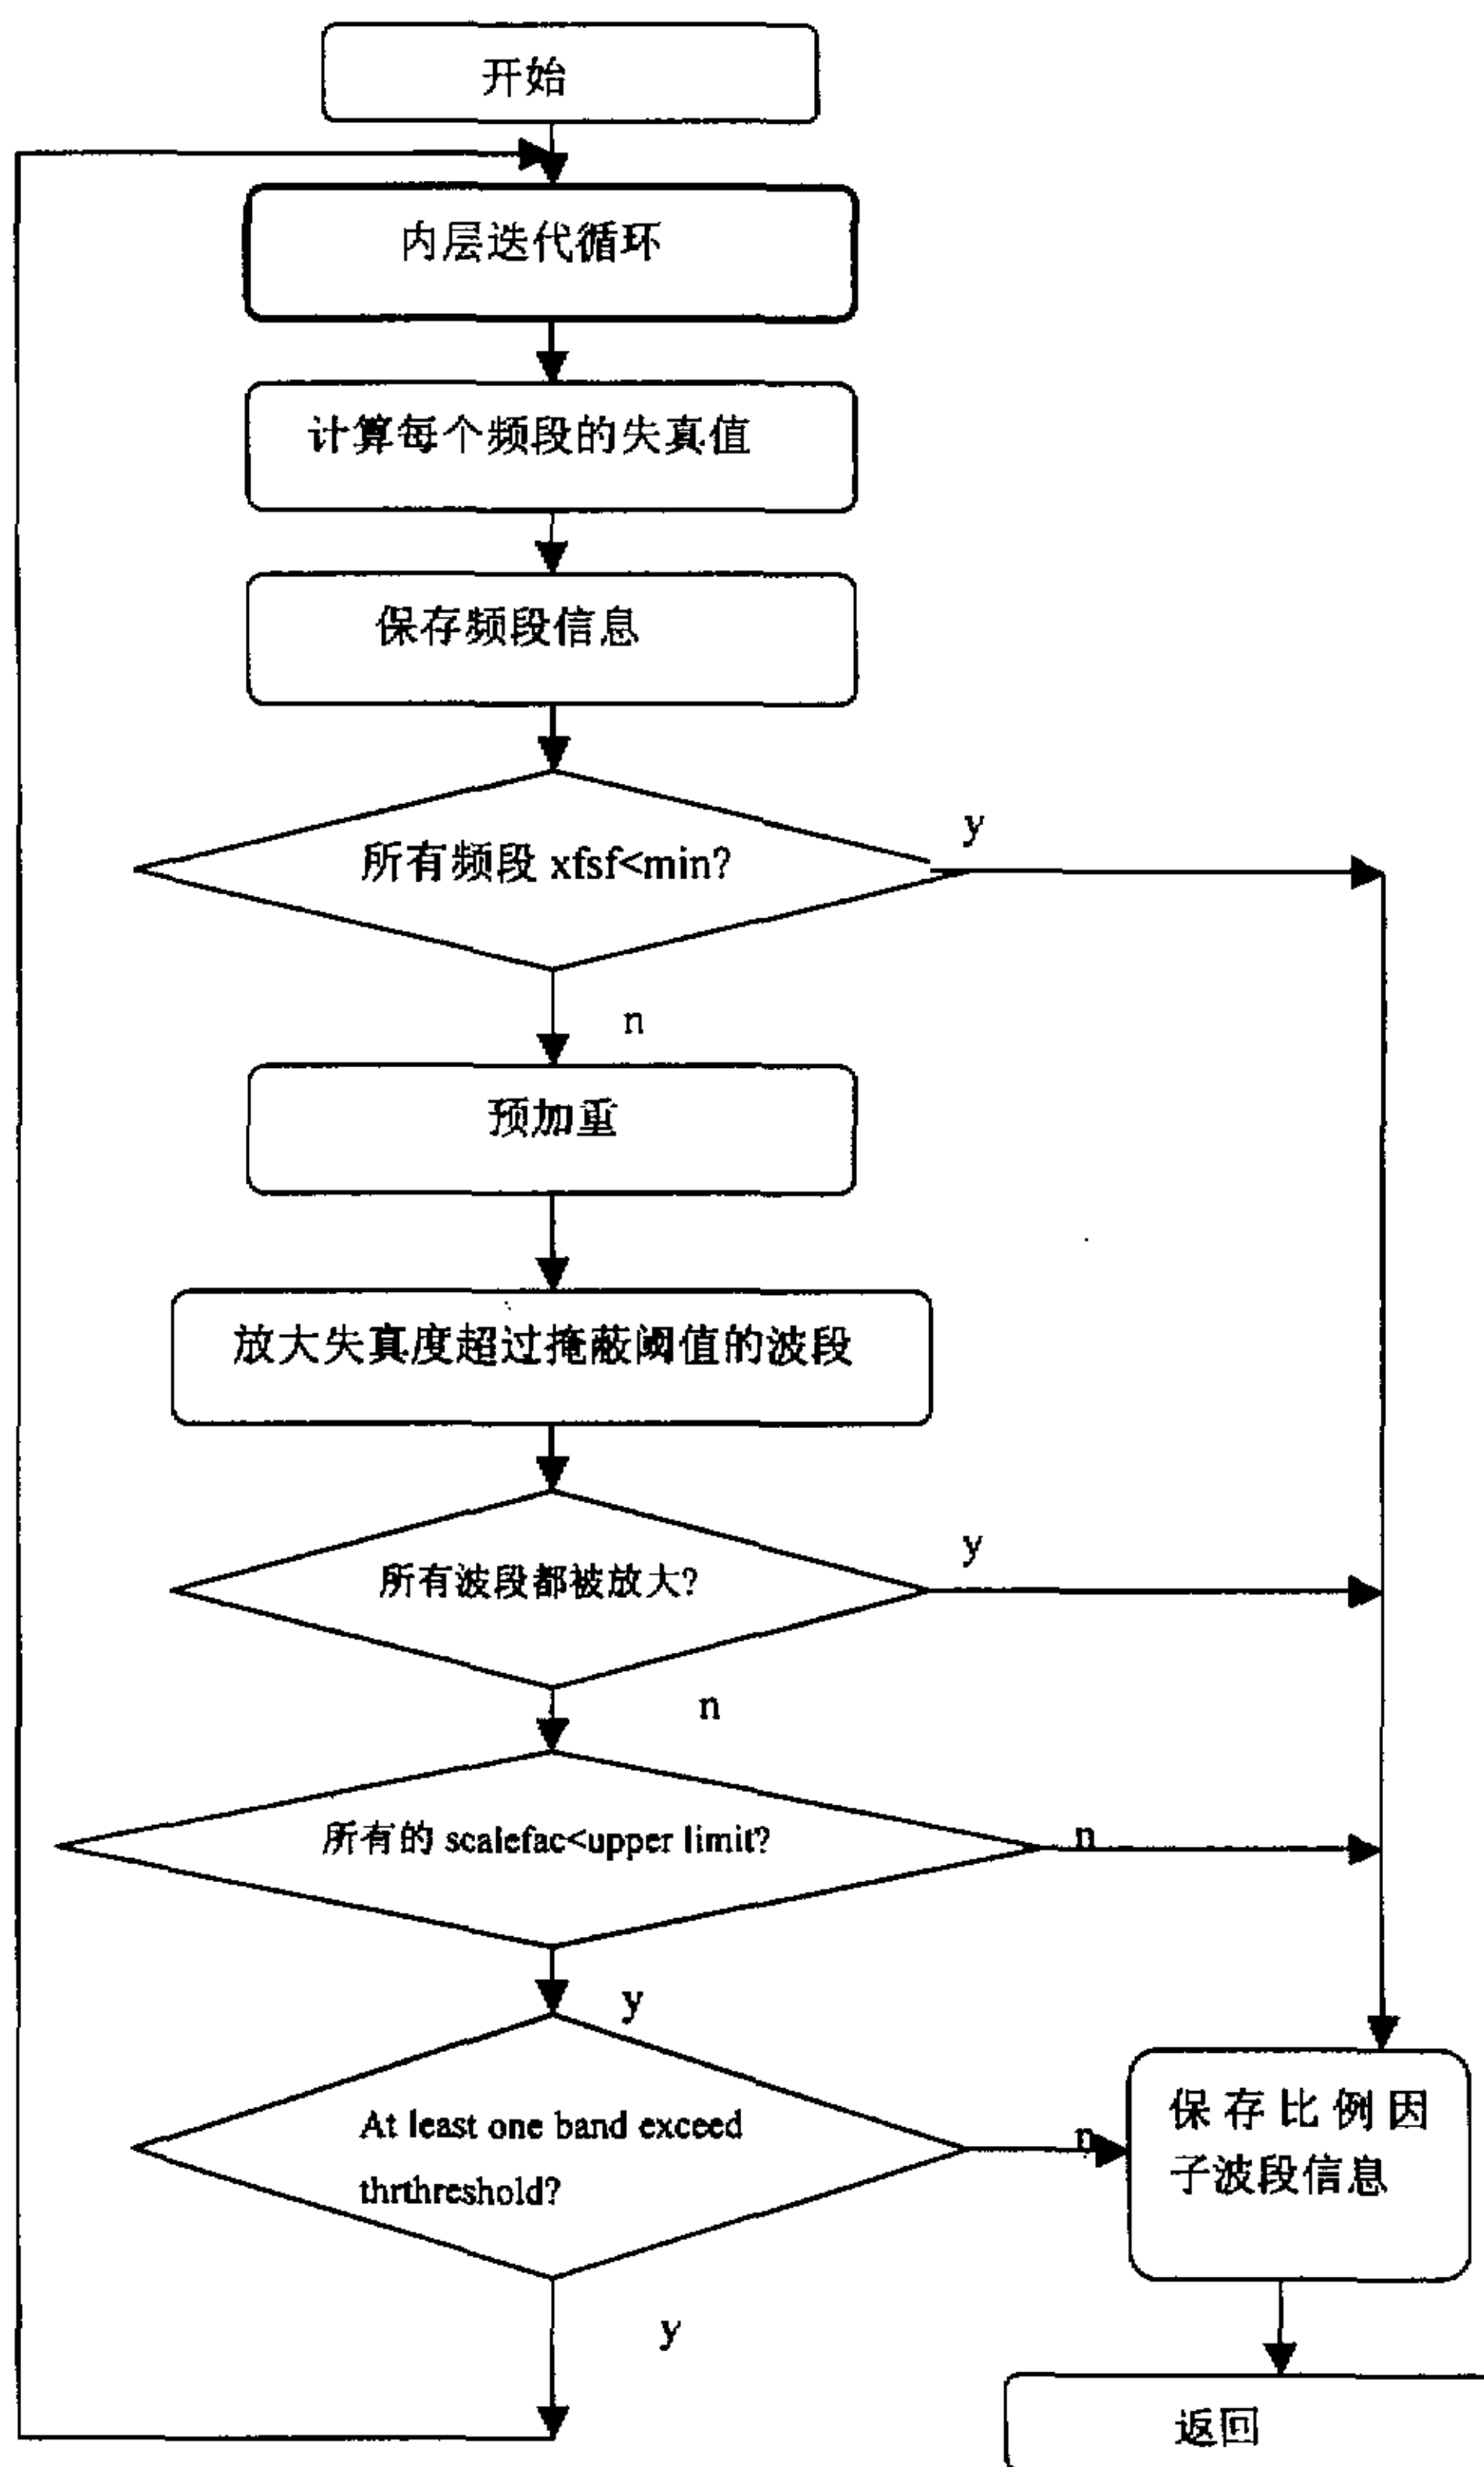 开始
内层迭代循环
计算每个频段的失真值
保存频段信息
所有频段 xfsf<min?
y
n
预加重
放大失真度超过掩蔽阈值的波段
所有波段都被放大?
y
n
所有的 scalefac<upper limit?
n
y
At least one band exceed
thrthreshold?
n
保存比例因
子波段信息
y
返回